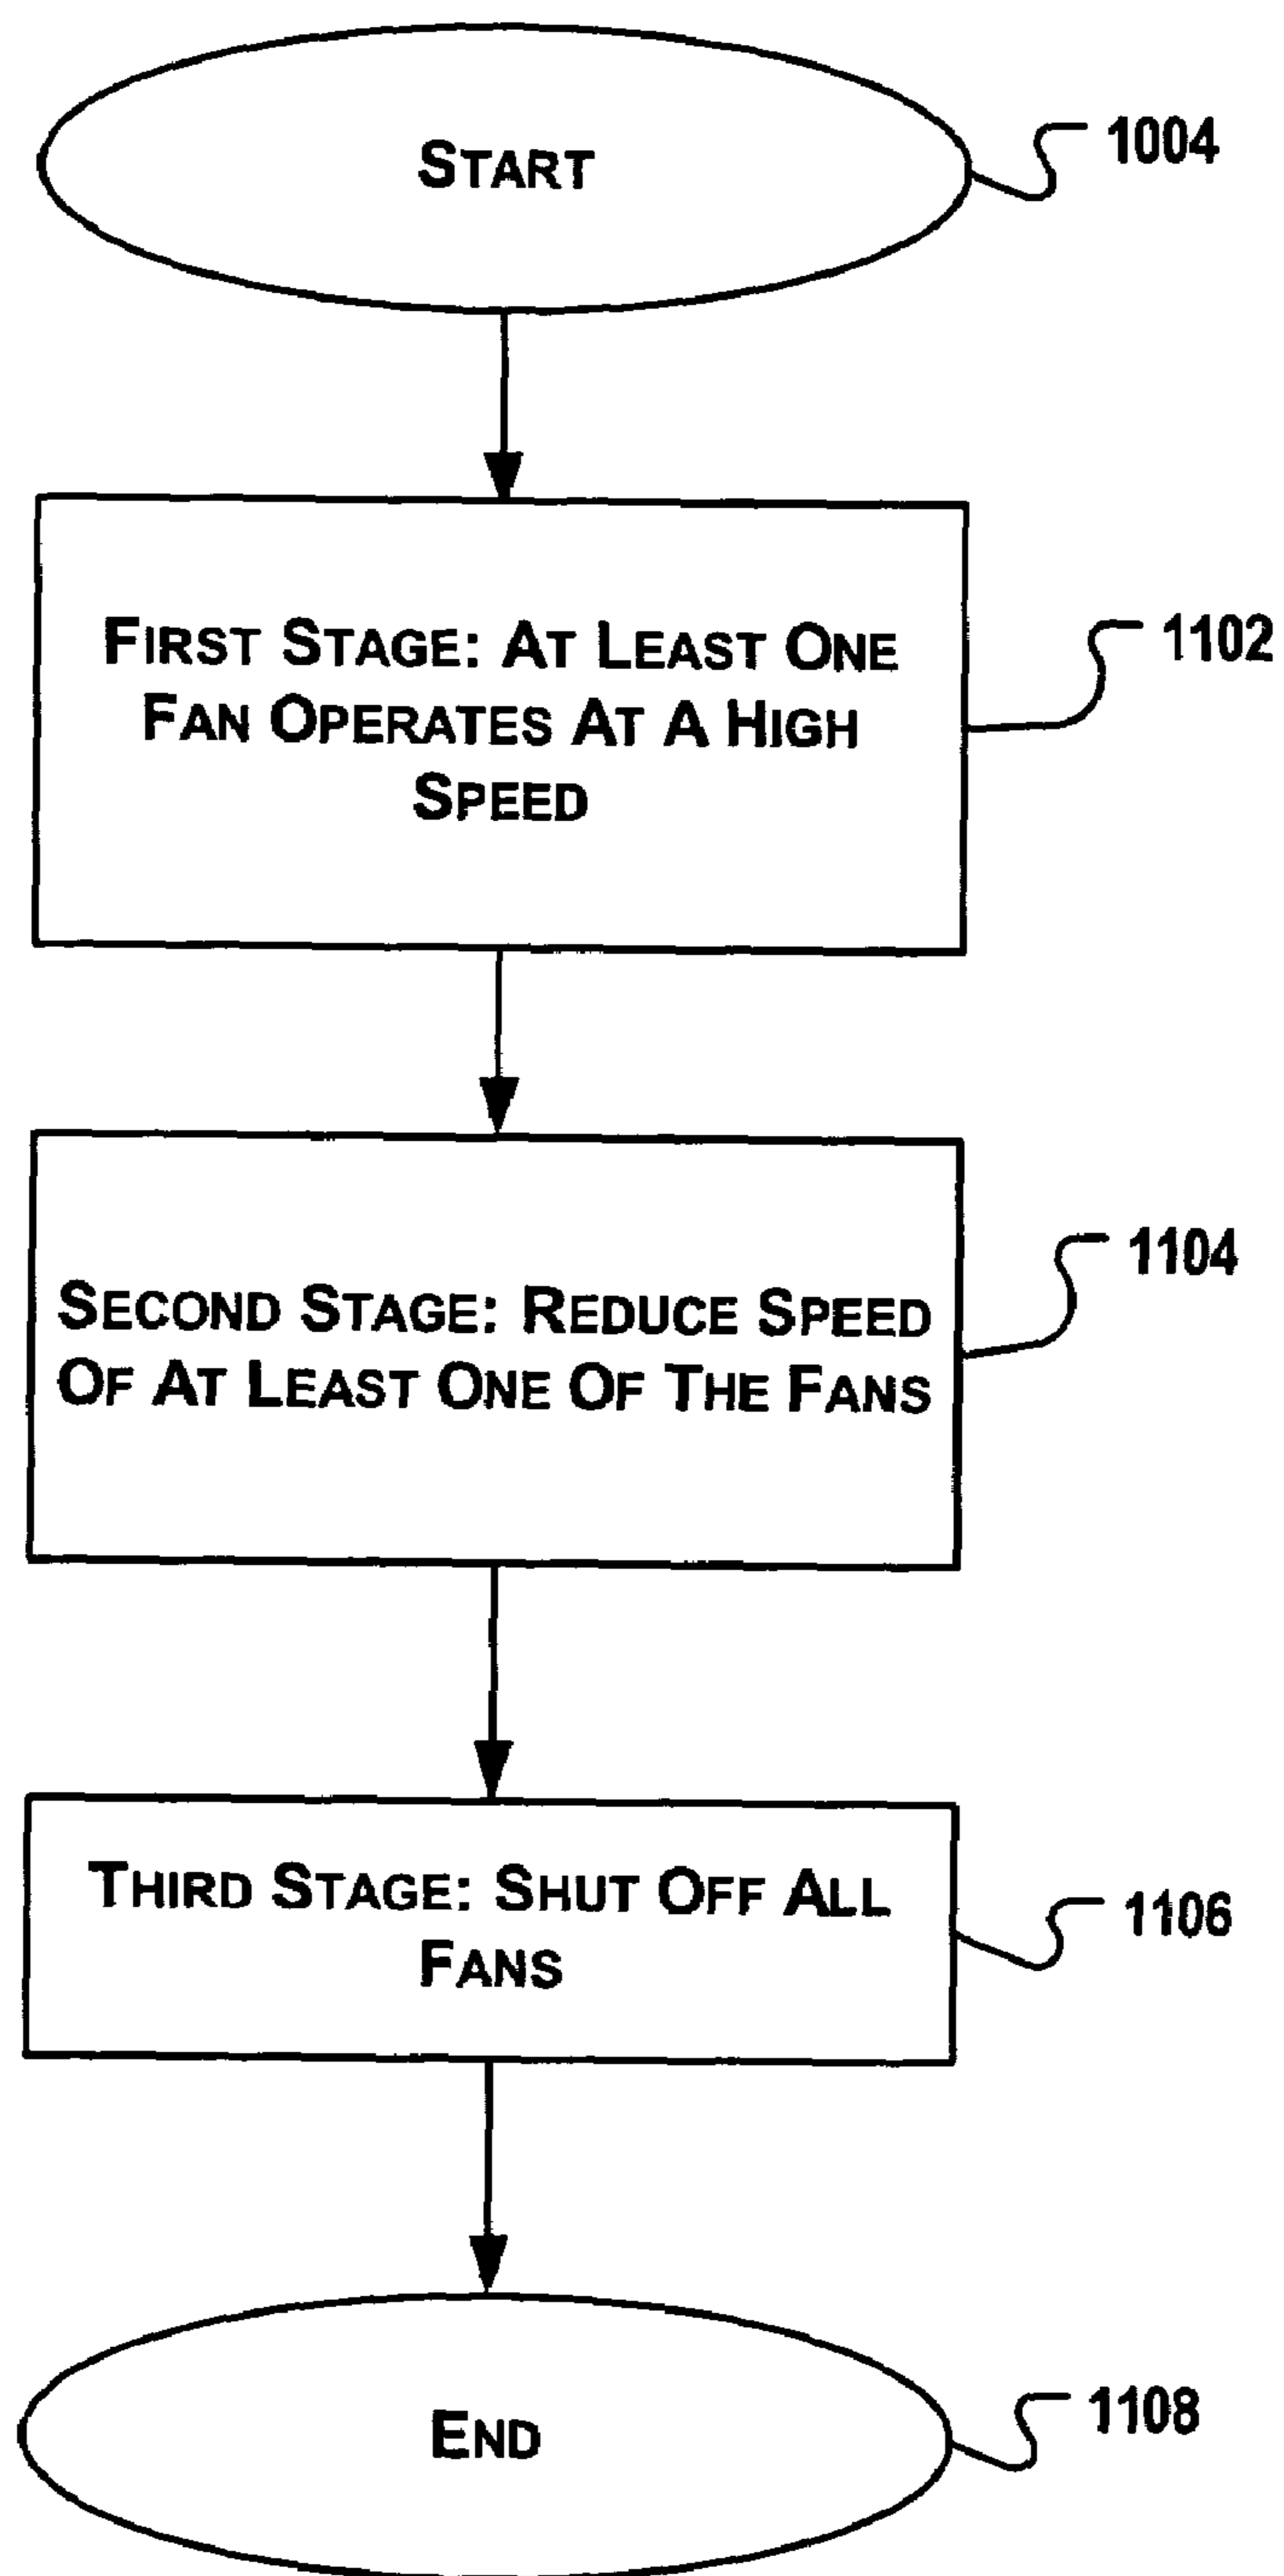 START
1004
FIRST STAGE: AT LEAST ONE
FAN OPERATES AT A HIGH
SPEED
1102
SECOND STAGE: REDUCE SPEED
OF AT LEAST ONE OF THE FANS
1104
THIRD STAGE: SHUT OFF ALL
FANS
1106
END
1108